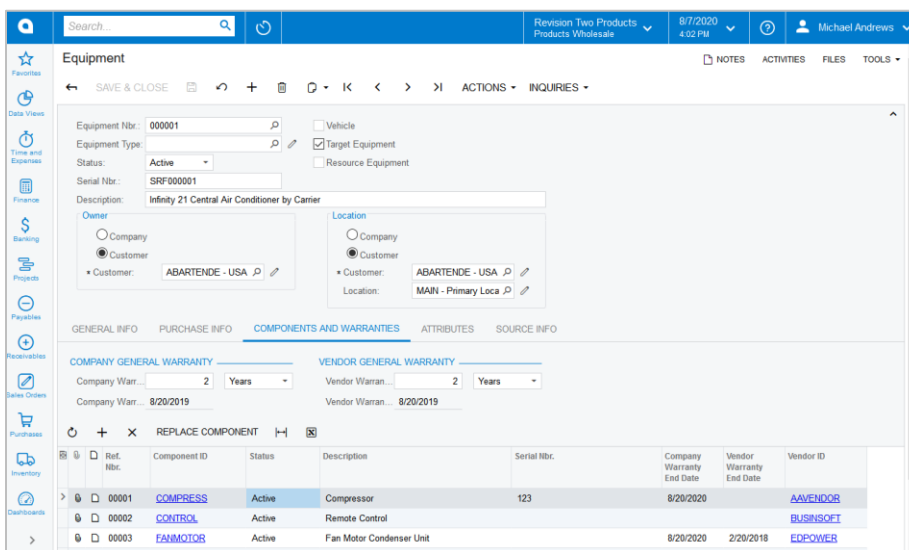 Search...
Revision Two Products
Products Wholesale
8/7/2020
4:02 PM
Michael Andrews
Favorites
Data Views
Time and
Expenses
Finance
Banking
Projects
Payables
Receivables
Sales Orders
Purchases
Inventory
Dashboards
Equipment
NOTES ACTIVITIES FILES TOOLS
SAVE & CLOSE ACTIONS INQUIRIES
Equipment Nbr.: 000001 Vehicle
Equipment Type: Target Equipment
Status: Active Resource Equipment
Serial Nbr.: SRF000001
Description: Infinity 21 Central Air Conditioner by Carrier
Owner Location
Company Company
Customer Customer
* Customer: ABARTENDE - USA * Customer: ABARTENDE - USA
Location: MAIN - Primary Loca
GENERAL INFO PURCHASE INFO COMPONENTS AND WARRANTIES ATTRIBUTES SOURCE INFO
COMPANY GENERAL WARRANTY VENDOR GENERAL WARRANTY
Company Warr... 2 Years Vendor Warran... 2 Years
Company Warr... 8/20/2019 Vendor Warran... 8/20/2019
REPLACE COMPONENT
Ref. Nbr. Component ID Status Description Serial Nbr. Company Warranty End Date Vendor Warranty End Date Vendor ID
00001 COMPRESS Active Compressor 123 8/20/2020 AAVENDOR
00002 CONTROL Active Remote Control BUSINSOFT
00003 FANMOTOR Active Fan Motor Condenser Unit 8/20/2020 2/20/2018 EDPOWER